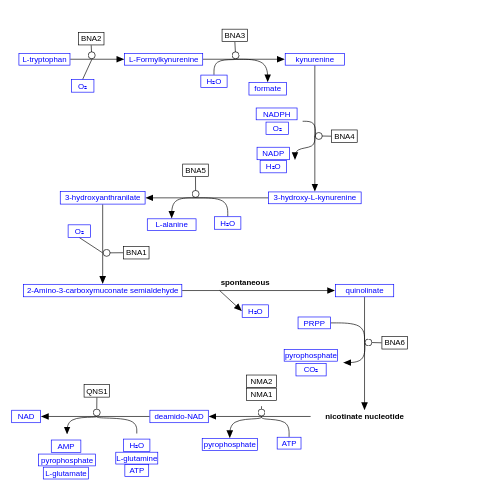 BNA2
BNA3
L-tryptophan
L-Formylkynurenine
kynurenine
O₂
H₂O
formate
NADPH
O₂
BNA4
NADP
H₂O
BNA5
3-hydroxyanthranilate
3-hydroxy-L-kynurenine
L-alanine
H₂O
O₂
BNA1
spontaneous
2-Amino-3-carboxymuconate semialdehyde
quinolinate
H₂O
PRPP
BNA6
pyrophosphate
CO₂
NMA2
QNS1
NMA1
NAD
deamido-NAD
nicotinate nucleotide
AMP
H₂O
pyrophosphate
ATP
pyrophosphate
L-glutamine
L-glutamate
ATP